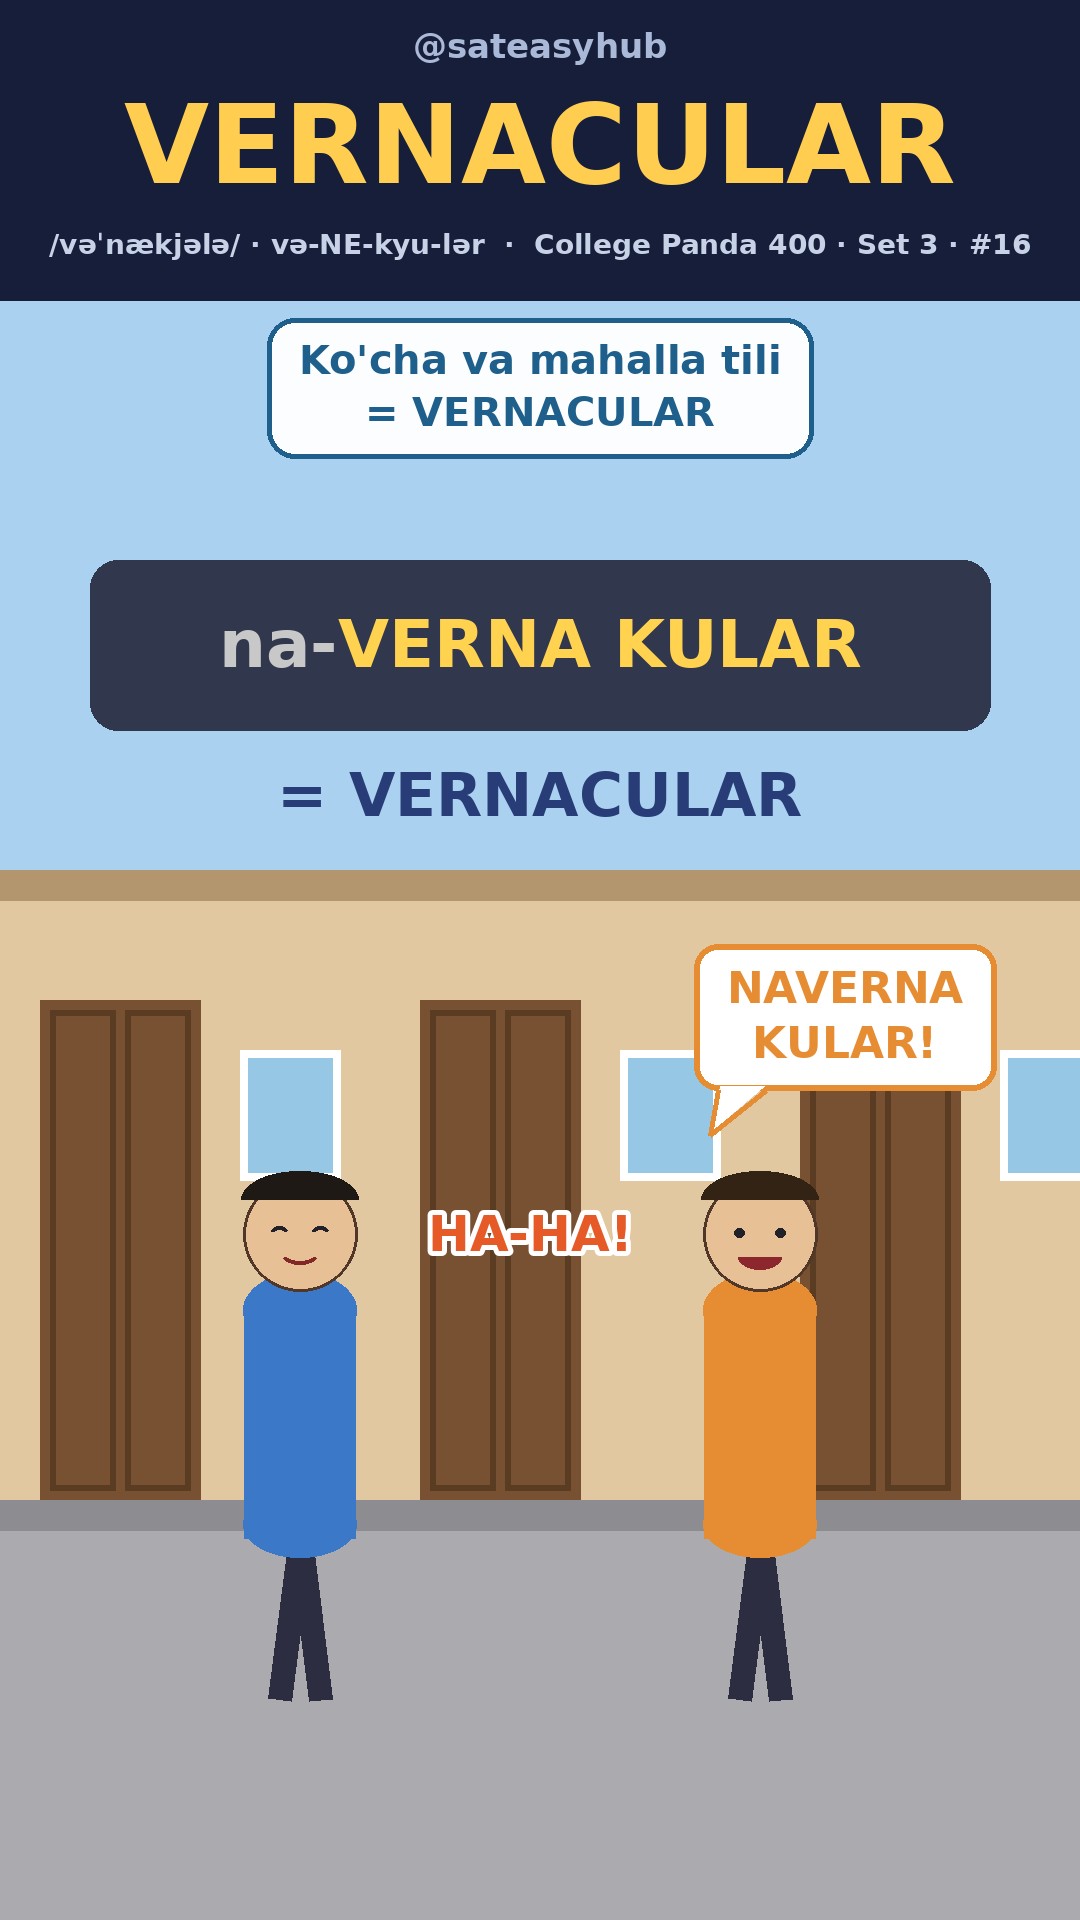 @sateasyhub
VERNACULAR
/vəˈnækjələ/ · və-NE-kyu-lər · College Panda 400 · Set 3 · #16
Ko'cha va mahalla tili
= VERNACULAR
na-VERNA KULAR
= VERNACULAR
NAVERNA
KULAR!
HA-HA!